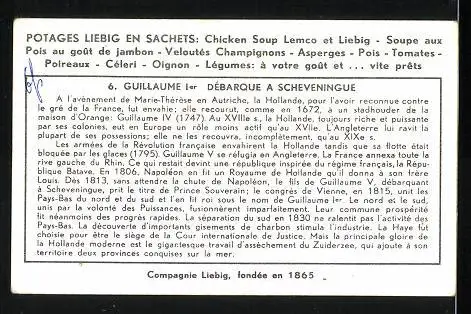 POTAGES LIEBIG EN SACHETS: Chicken Soup Lemco et Liebig - Soupe aux
Pois au goût de jambon - Veloutés Champignons - Asperges - Pois - Tomates-
Poireaux - Céleri - Oignon - Légumes: à votre goût et ... vite prêts
6. GUILLAUME Ier DÉBARQUE A SCHEVENINGUE
A l'avènement de Marie-Thérèse en Autriche, la Hollande, pour l'avoir reconnue contre
le gré de la France, fut envahie; elle recourut, comme en 1672, à un stadhouder de la
maison d'Orange: Guillaume IV (1747). Au XVIIIe s., la Hollande, toujours riche et puissante
par ses colonies, eut en Europe un rôle moins actif qu'au XVIIe. L'Angleterre lui ravit la
plupart de ses possessions; elle ne les recouvra, incomplètement, qu'au XIXe s.
Les armées de la Révolution française envahirent la Hollande tandis que sa flotte était
bloquée par les glaces (1795). Guillaume V se réfugia en Angleterre. La France annexa toute la
rive gauche du Rhin. Ce qui restait devint une république inspirée du régime français, la Répu-
blique Batave. En 1806, Napoléon en fit un Royaume de Hollande qu'il donna à son frère
Louis. Dès 1813, sans attendre la chute de Napoléon, le fils de Guillaume V, débarquant
à Scheveningue, prit le titre de Prince Souverain; le congrès de Vienne, en 1815, unit les
Pays-Bas du nord et du sud et l'en fit roi sous le nom de Guillaume Ier. Le nord et le sud,
unis par la volonté des Puissances, fusionnèrent imparfaitement. Leur commune prospérité
fit néanmoins des progrès rapides. La séparation du sud en 1830 ne ralentit pas l'activité des
Pays-Bas. La découverte d'importants gisements de charbon stimula l'industrie. La Haye fut
choisie pour être le siège de la Cour internationale de Justice. Mais la principale gloire de
la Hollande moderne est le gigantesque travail d'assèchement du Zuiderzee, qui ajoute à son
territoire deux provinces conquises sur la mer.
Compagnie Liebig, fondée en 1865